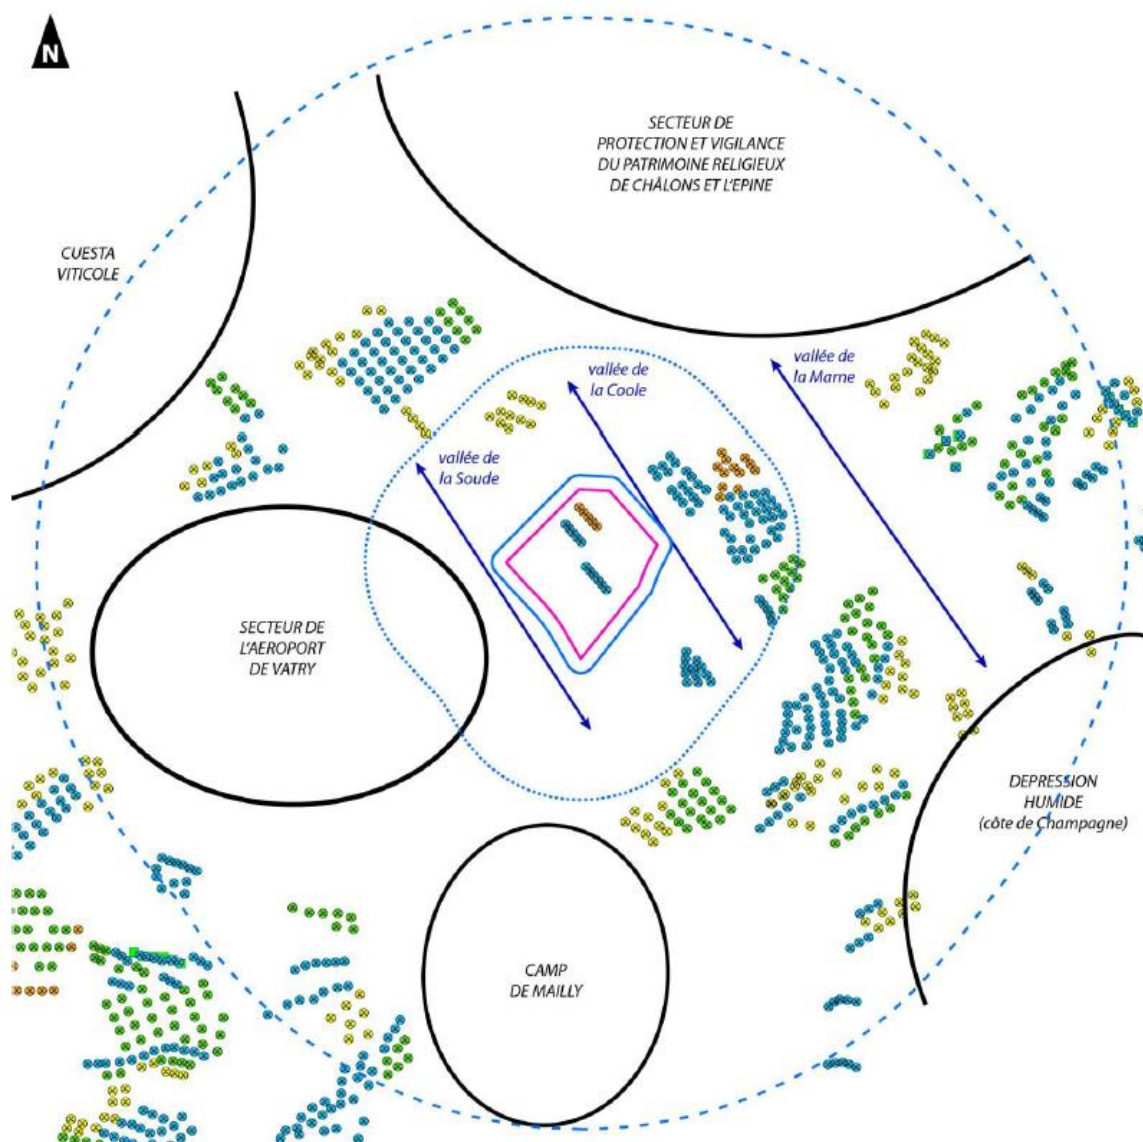 N
SECTEUR DE
PROTECTION ET VIGILANCE
DU PATRIMOINE RELIGIEUX
DE CHÂLONS ET L'EPINE
CUESTA
VITICOLE
vallée de
la Coole
vallée de
la Marne
vallée de
la Soude
SECTEUR DE
L'AEROPORT
DE VATRY
DEPRESSION
HUMIDE
(côte de Champagne)
CAMP
DE MAILLY